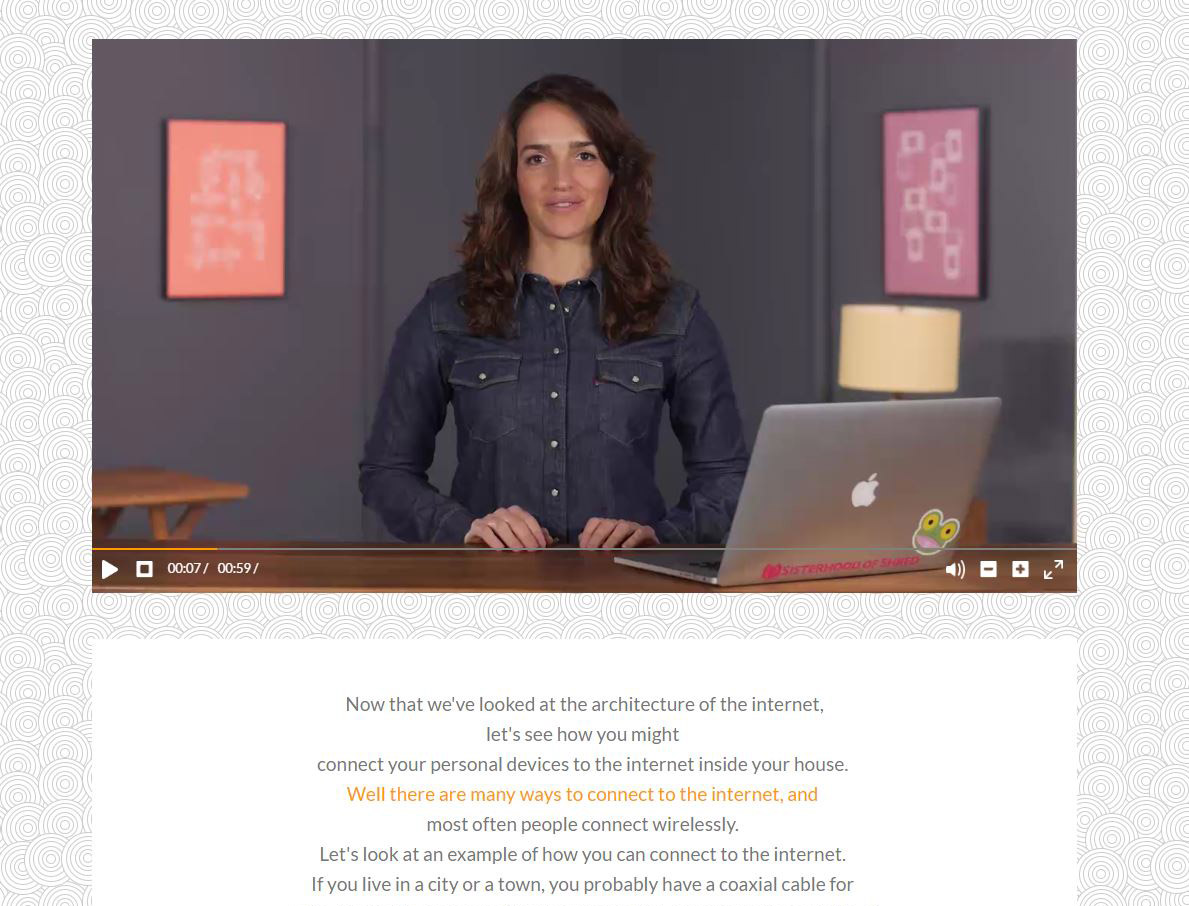 00:07 / 00:59 /
SISTERHOOD OF SHRED
Now that we've looked at the architecture of the internet,
let's see how you might
connect your personal devices to the internet inside your house.
Well there are many ways to connect to the internet, and
most often people connect wirelessly.
Let's look at an example of how you can connect to the internet.
If you live in a city or a town, you probably have a coaxial cable for